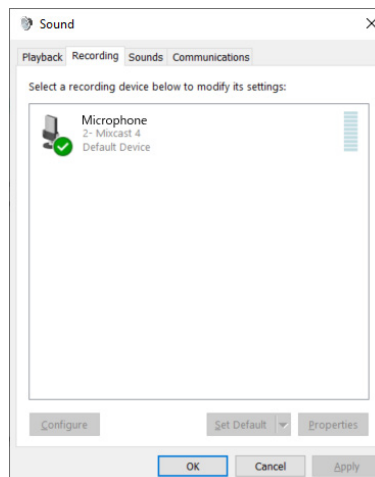 Sound
Playback Recording Sounds Communications
Select a recording device below to modify its settings:
Microphone
2- Mixcast 4
Default Device
Configure Set Default Properties
OK Cancel Apply